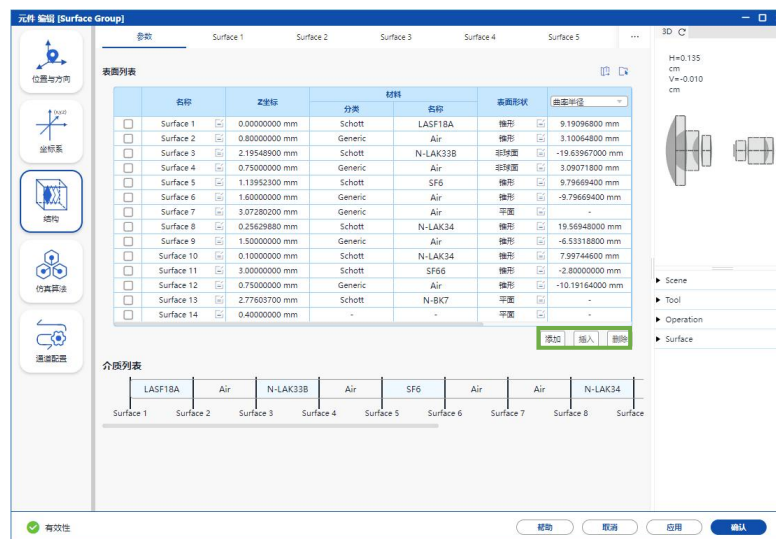 元件 编辑 [Surface Group]
参数 Surface 1 Surface 2 Surface 3 Surface 4 Surface 5 ...
3D
位置与方向
坐标系
结构
仿真算法
通道配置
表面列表
名称 Z坐标 材料 表面形状 曲率半径
分类 名称
Surface 1 0.00000000 mm Schott LASF18A 锥形 9.19096800 mm
Surface 2 0.80000000 mm Generic Air 锥形 3.10064800 mm
Surface 3 2.19548900 mm Schott N-LAK33B 非球面 -19.63967000 mm
Surface 4 0.75000000 mm Generic Air 非球面 3.09071800 mm
Surface 5 1.13952300 mm Schott SF6 锥形 9.79669400 mm
Surface 6 1.60000000 mm Generic Air 锥形 -9.79669400 mm
Surface 7 3.07280200 mm Generic Air 平面 -
Surface 8 0.25629880 mm Schott N-LAK34 锥形 19.56948000 mm
Surface 9 1.50000000 mm Generic Air 锥形 -6.53318800 mm
Surface 10 0.10000000 mm Schott N-LAK34 锥形 7.99744600 mm
Surface 11 3.00000000 mm Schott SF66 锥形 -2.80000000 mm
Surface 12 0.75000000 mm Generic Air 锥形 -10.19164000 mm
Surface 13 2.77603700 mm Schott N-BK7 平面 -
Surface 14 0.40000000 mm - - 平面 -
添加 插入 删除
介质列表
LASF18A Air N-LAK33B Air SF6 Air Air N-LAK34
Surface 1 Surface 2 Surface 3 Surface 4 Surface 5 Surface 6 Surface 7 Surface 8 Surface
H=0.135
cm
V=-0.010
cm
Scene
Tool
Operation
Surface
有效性
帮助 取消 应用 确认